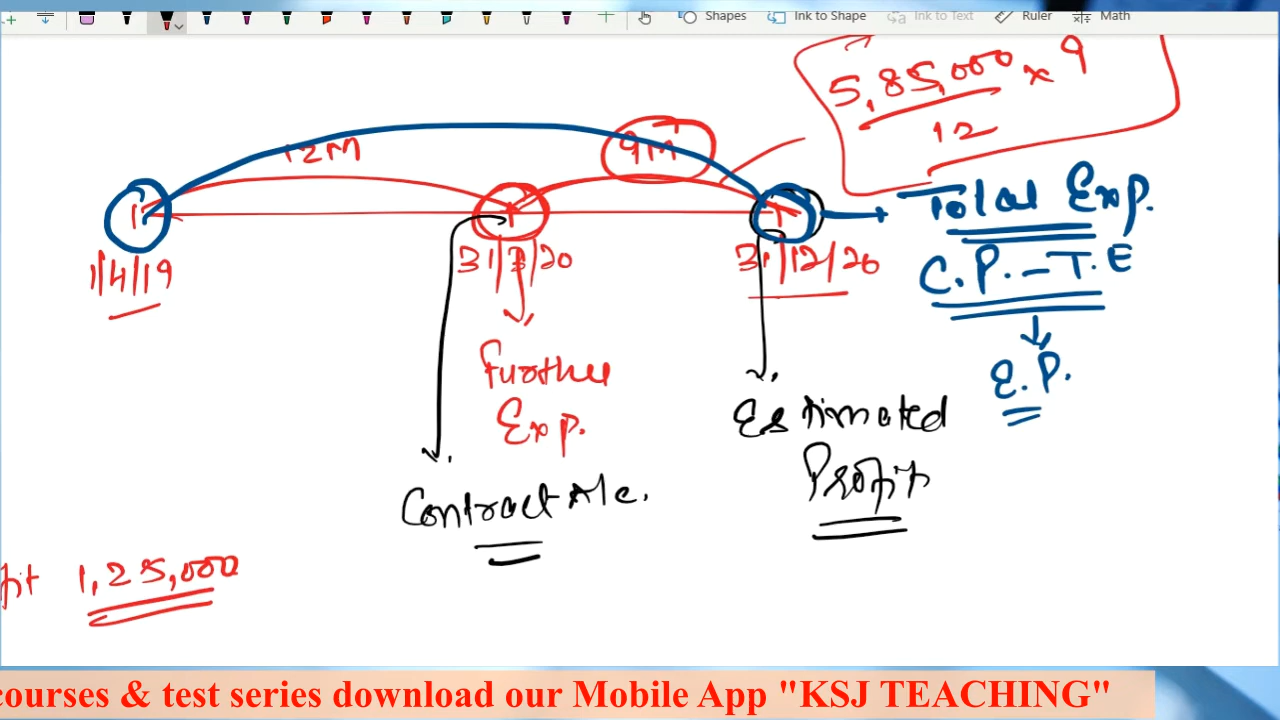 Shapes Ink to Shape Ink to Text Ruler Math
5,85,000 x 9
12
12M 9M
Total Exp.
1/4/19 31/3/20 31/12/20
C.P. - T.E
E.P.
Further
Exp.
Estimated
Profit
Contract A/c.
1,25,000
courses & test series download our Mobile App "KSJ TEACHING"